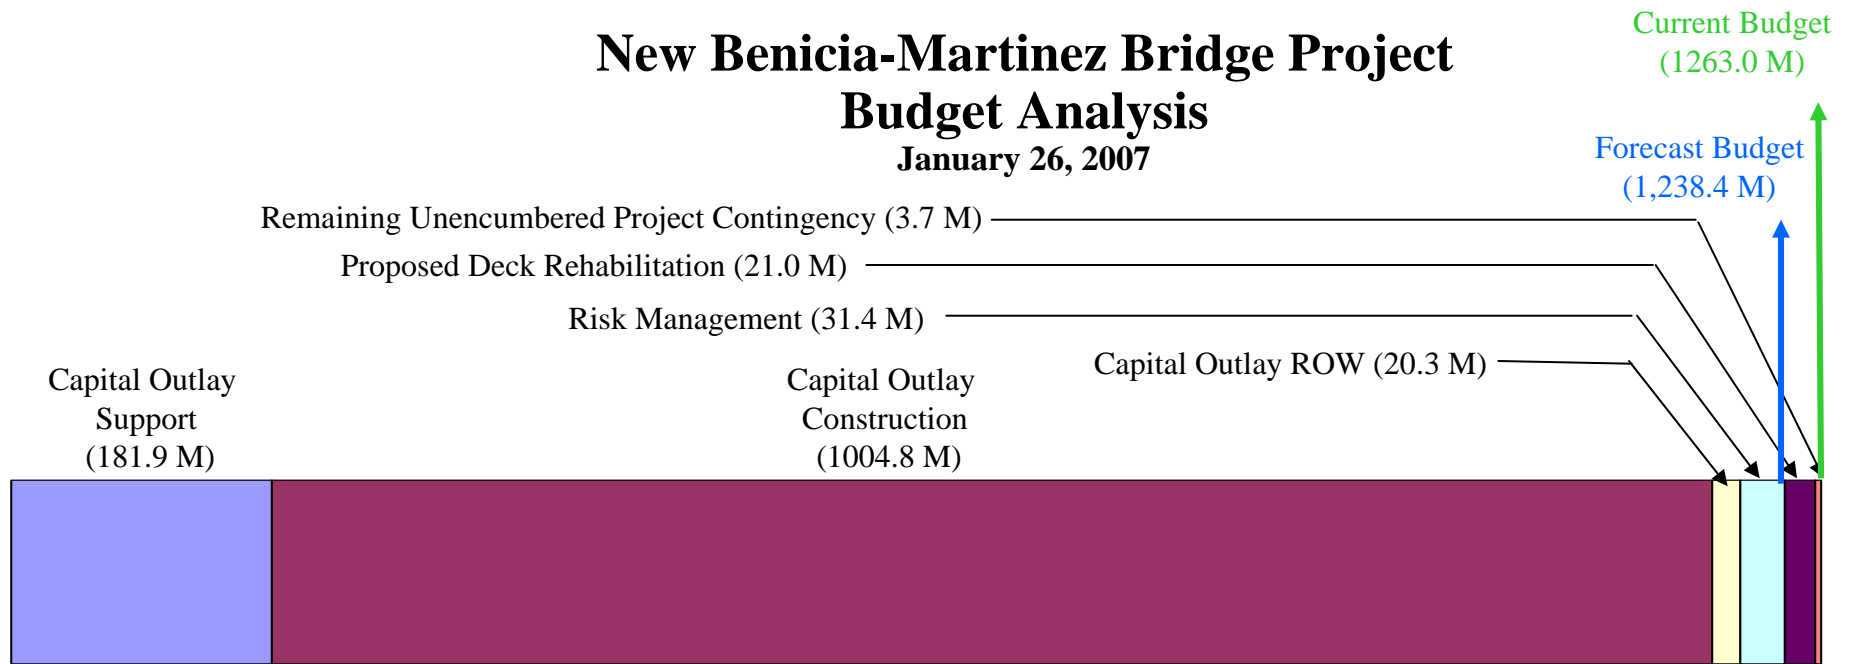 New Benicia-Martinez Bridge Project
Budget Analysis
January 26, 2007
Current Budget
(1263.0 M)
Forecast Budget
(1,238.4 M)
Remaining Unencumbered Project Contingency (3.7 M)
Proposed Deck Rehabilitation (21.0 M)
Risk Management (31.4 M)
Capital Outlay ROW (20.3 M)
Capital Outlay
Support
(181.9 M)
Capital Outlay
Construction
(1004.8 M)